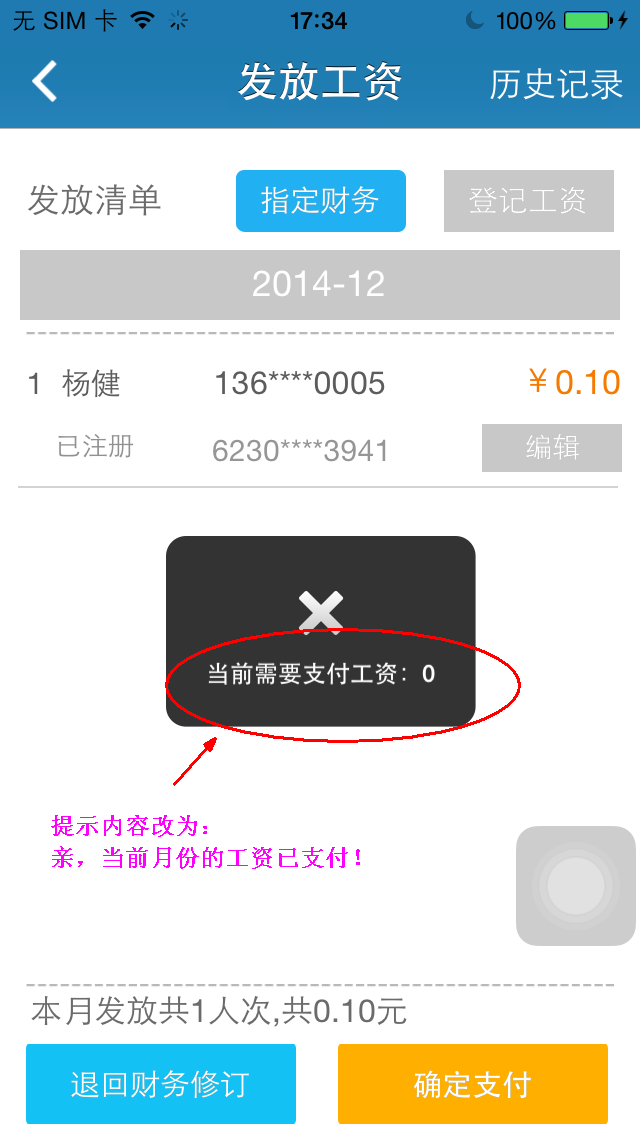 无 SIM 卡 17:34 100%
发放工资 历史记录
发放清单 指定财务 登记工资
2014-12
1 杨健 136****0005 ￥0.10
已注册 6230****3941 编辑
当前需要支付工资：0
提示内容改为：
亲，当前月份的工资已支付！
本月发放共1人次,共0.10元
退回财务修订 确定支付